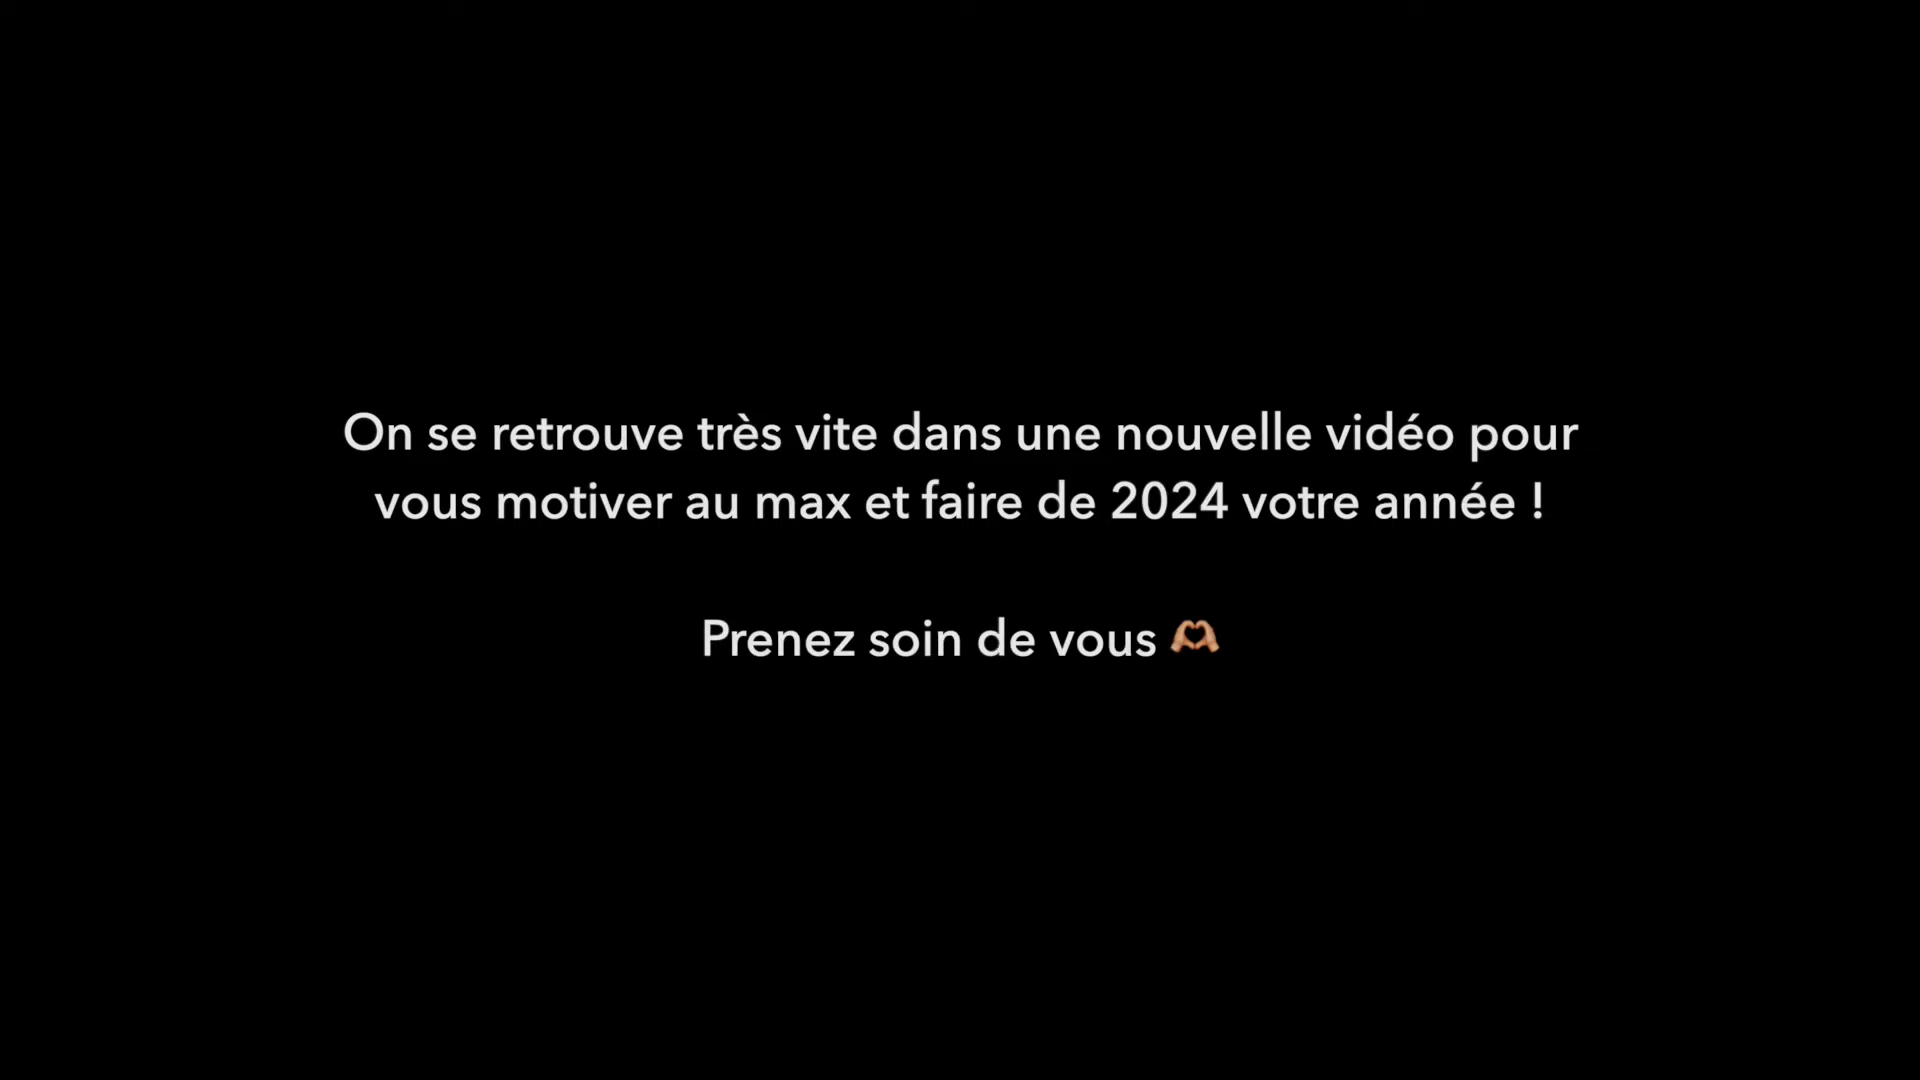 On se retrouve très vite dans une nouvelle vidéo pour
vous motiver au max et faire de 2024 votre année !
Prenez soin de vous 🫶🏼